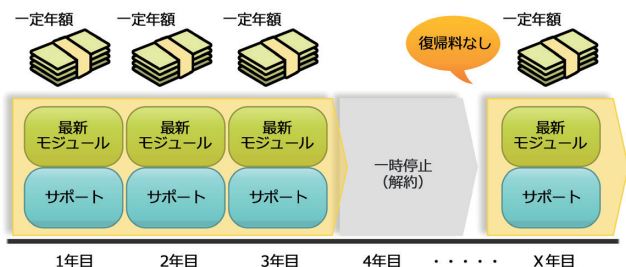 一定年額
一定年額
一定年額
復帰料なし
一定年額
最新
モジュール
最新
モジュール
最新
モジュール
一時停止
(解約)
最新
モジュール
サポート
サポート
サポート
サポート
1年目
2年目
3年目
4年目
・・・・・
X年目